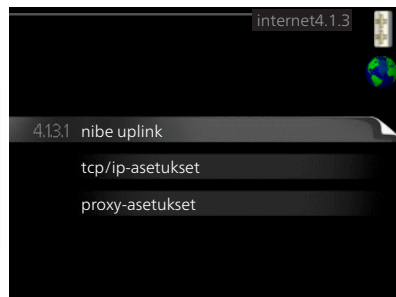 internet4.1.3
4.1.3.1 nibe uplink
tcp/ip-asetukset
proxy-asetukset